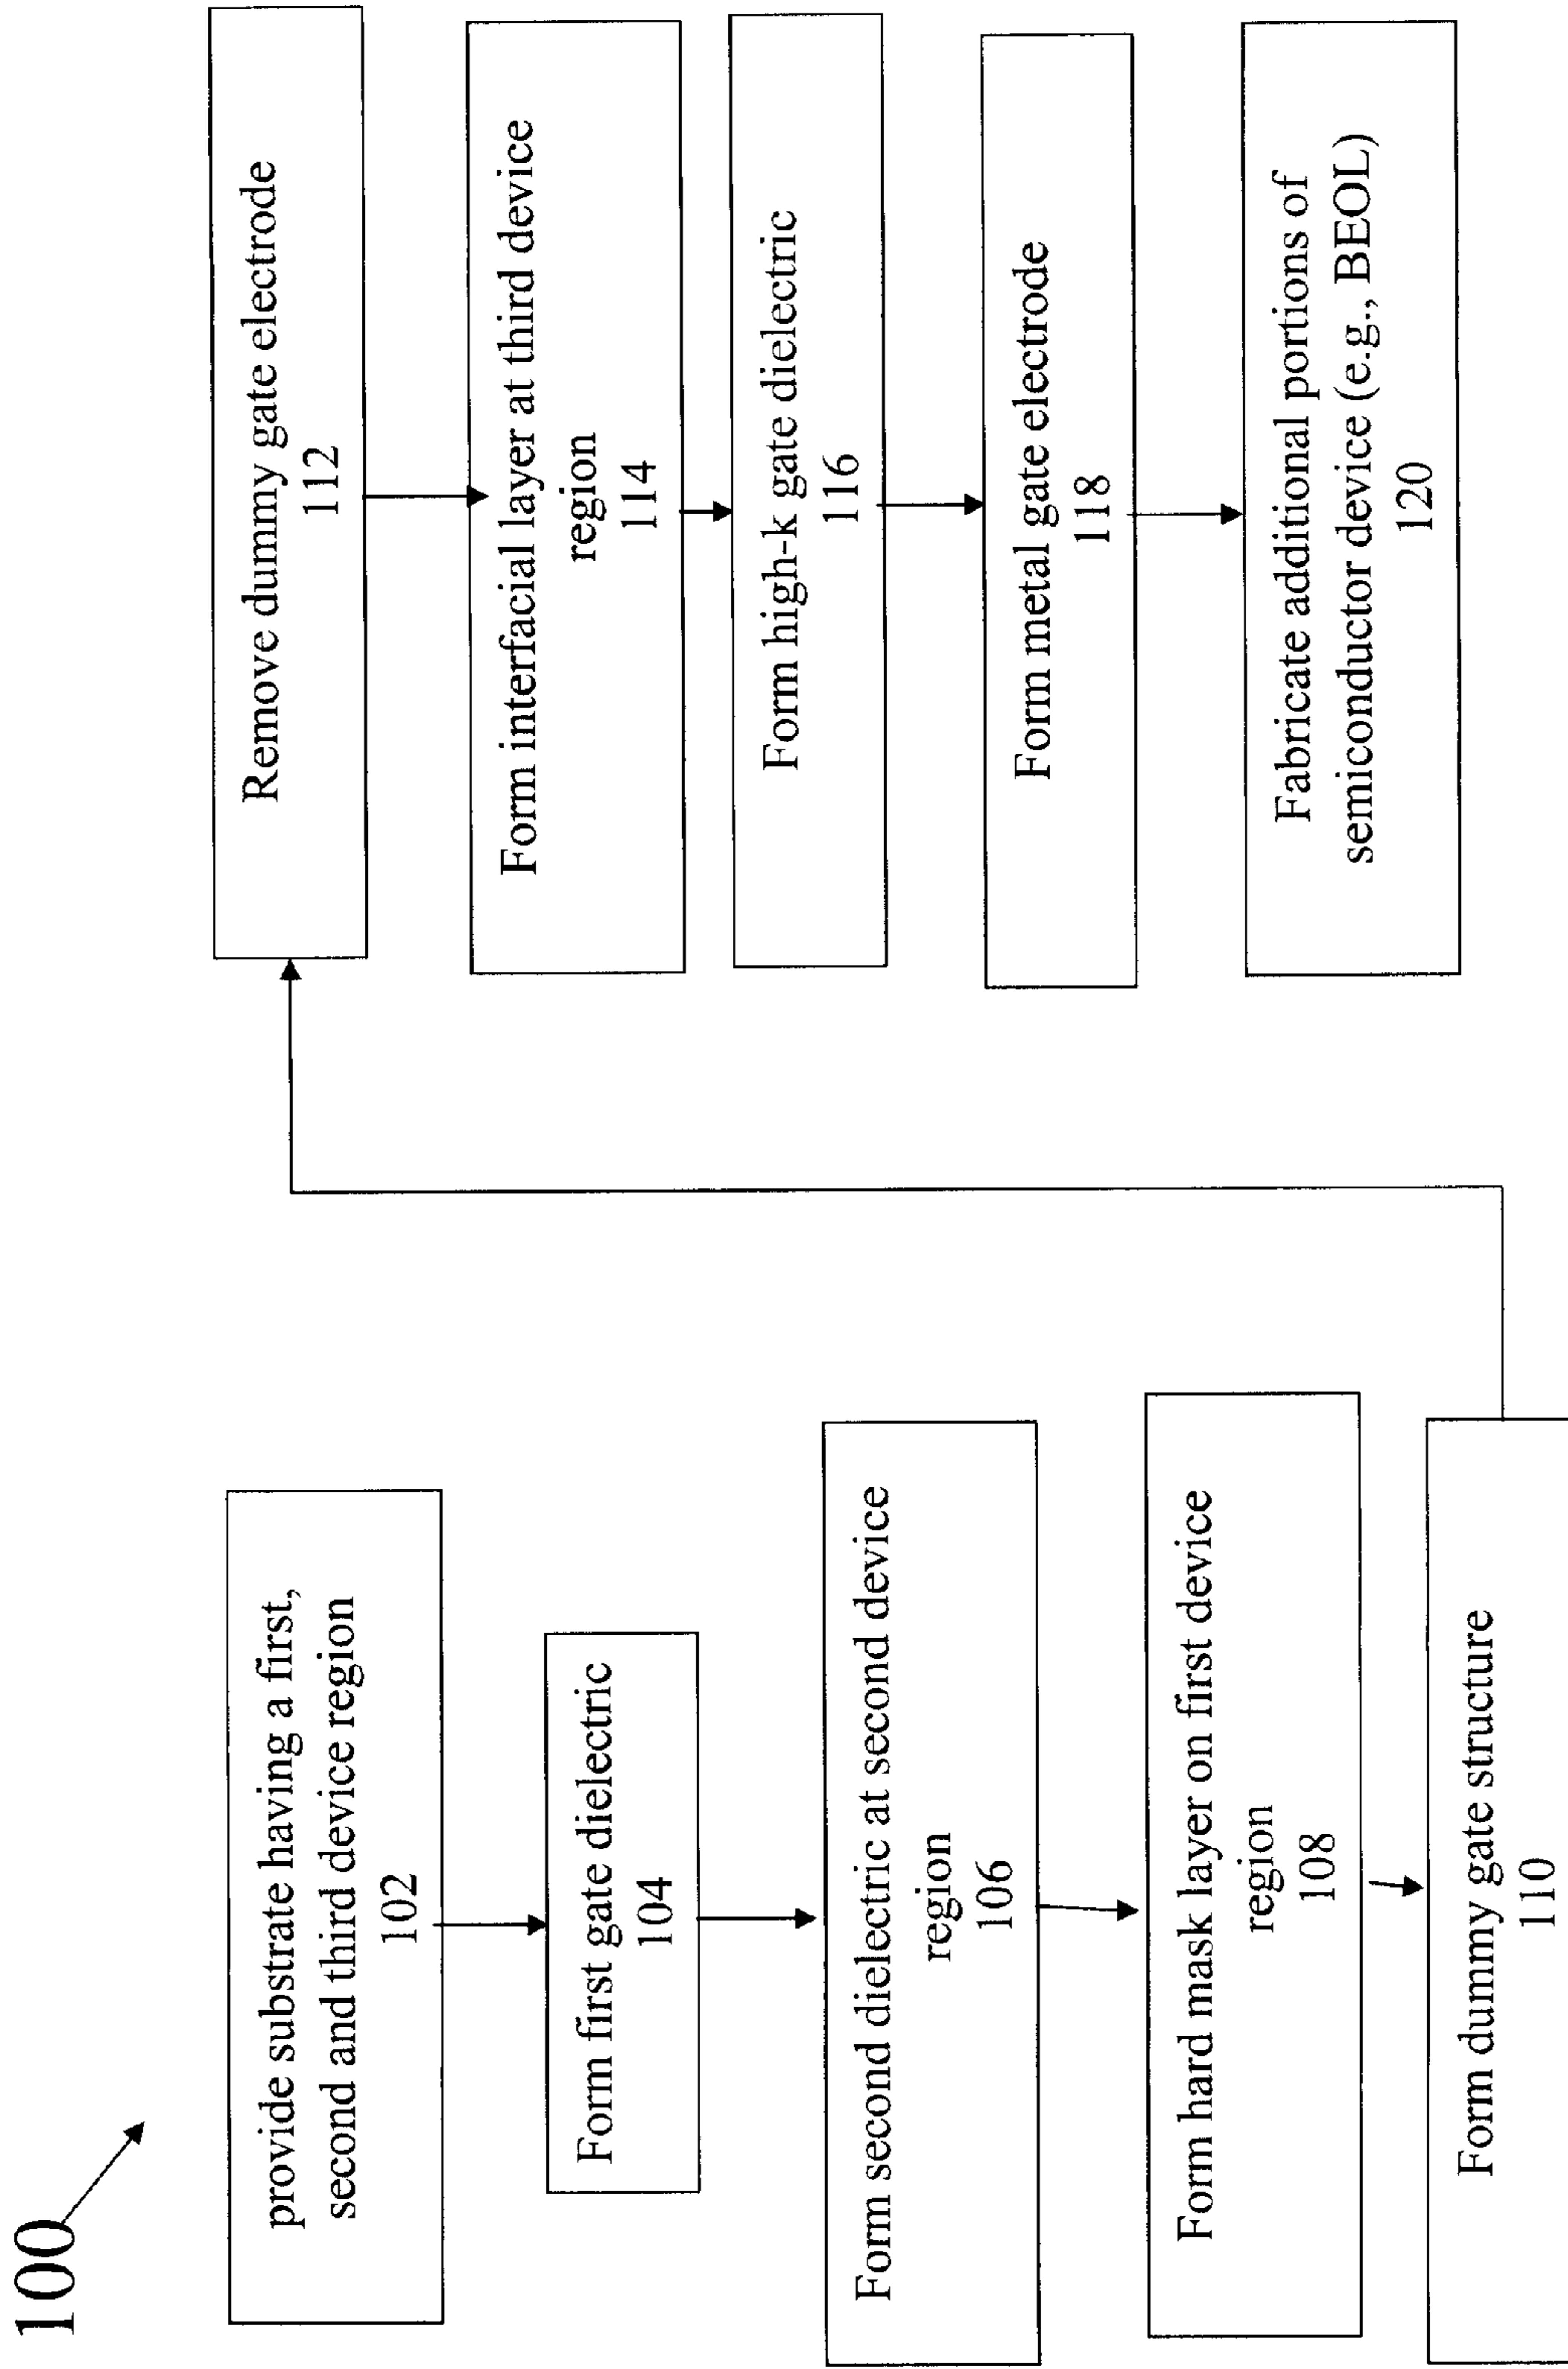 100
provide substrate having a first,
second and third device region
102
Form first gate dielectric
104
Form second dielectric at second device
region
106
Form hard mask layer on first device
region
108
Form dummy gate structure
110
Remove dummy gate electrode
112
Form interfacial layer at third device
region
114
Form high-k gate dielectric
116
Form metal gate electrode
118
Fabricate additional portions of
semiconductor device (e.g., BEOL)
120